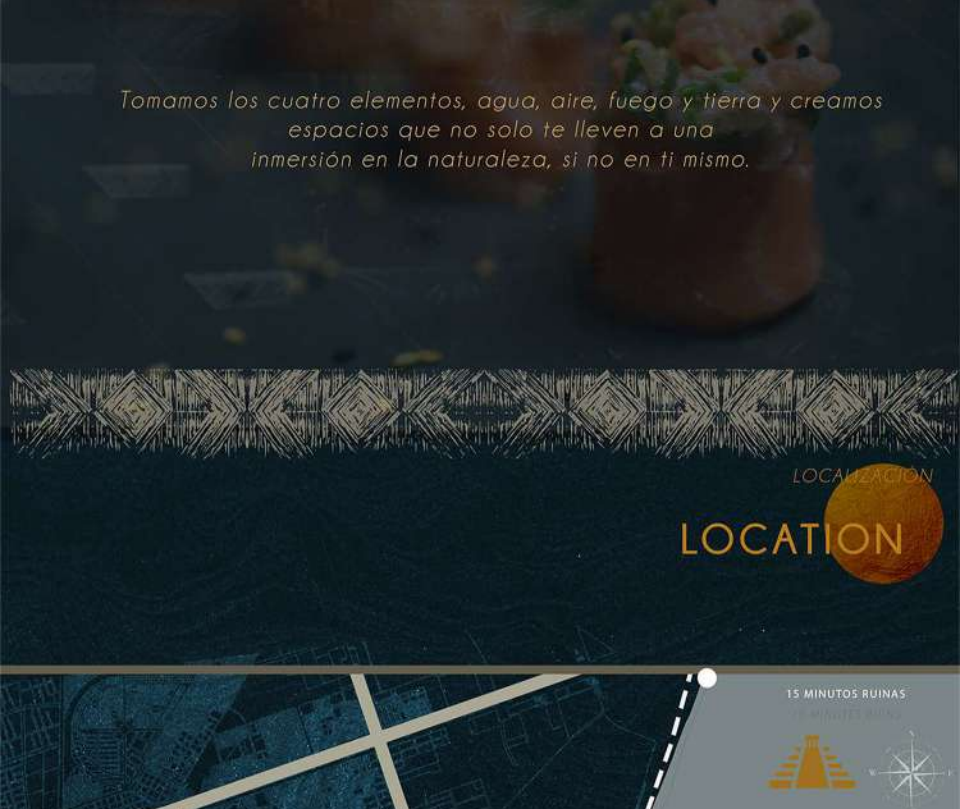 Tomamos los cuatro elementos, agua, aire, fuego y tierra y creamos
espacios que no solo te lleven a una
inmersión en la naturaleza, si no en ti mismo.
LOCALIZACIÓN
LOCATION
15 MINUTOS RUINAS
15 MINUTES RUINS
N
W
E